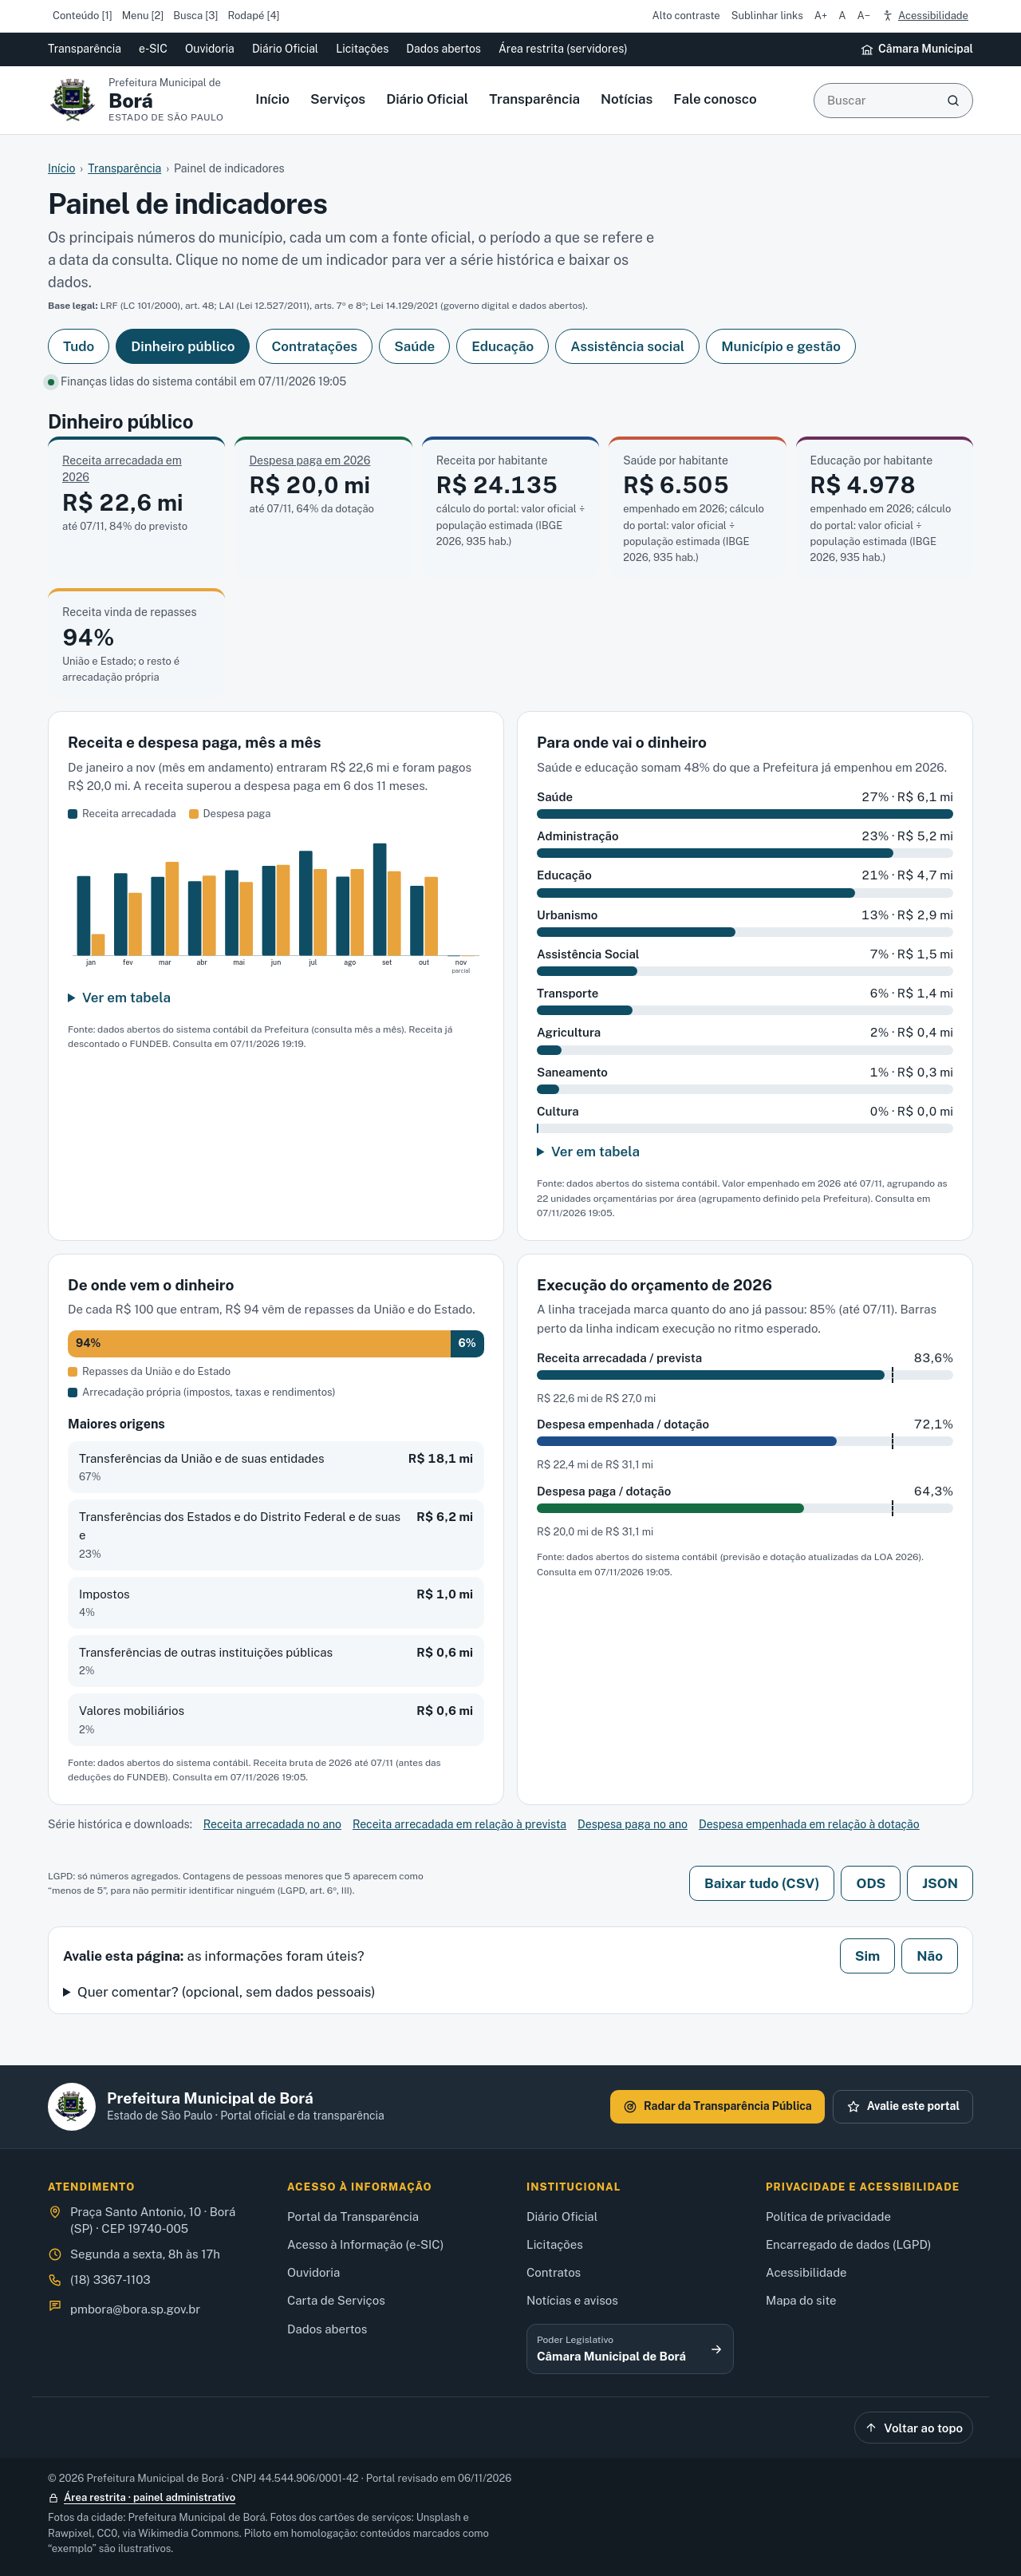 Conteúdo [1] Menu [2] Busca [3] Rodapé [4] Alto contraste Sublinhar links A+ A A− Acessibilidade
Transparência e-SIC Ouvidoria Diário Oficial Licitações Dados abertos Área restrita (servidores) Câmara Municipal
Prefeitura Municipal de
Borá
ESTADO DE SÃO PAULO
Início Serviços Diário Oficial Transparência Notícias Fale conosco Buscar
Início › Transparência › Painel de indicadores
Painel de indicadores
Os principais números do município, cada um com a fonte oficial, o período a que se refere e
a data da consulta. Clique no nome de um indicador para ver a série histórica e baixar os
dados.
Base legal: LRF (LC 101/2000), art. 48; LAI (Lei 12.527/2011), arts. 7º e 8º; Lei 14.129/2021 (governo digital e dados abertos).
Tudo Dinheiro público Contratações Saúde Educação Assistência social Município e gestão
Finanças lidas do sistema contábil em 07/11/2026 19:05
Dinheiro público
Receita arrecadada em
2026
R$ 22,6 mi
até 07/11, 84% do previsto
Despesa paga em 2026
R$ 20,0 mi
até 07/11, 64% da dotação
Receita por habitante
R$ 24.135
cálculo do portal: valor oficial ÷
população estimada (IBGE
2026, 935 hab.)
Saúde por habitante
R$ 6.505
empenhado em 2026; cálculo
do portal: valor oficial ÷
população estimada (IBGE
2026, 935 hab.)
Educação por habitante
R$ 4.978
empenhado em 2026; cálculo
do portal: valor oficial ÷
população estimada (IBGE
2026, 935 hab.)
Receita vinda de repasses
94%
União e Estado; o resto é
arrecadação própria
Receita e despesa paga, mês a mês
De janeiro a nov (mês em andamento) entraram R$ 22,6 mi e foram pagos
R$ 20,0 mi. A receita superou a despesa paga em 6 dos 11 meses.
Receita arrecadada Despesa paga
jan fev mar abr mai jun jul ago set out nov
parcial
Ver em tabela
Fonte: dados abertos do sistema contábil da Prefeitura (consulta mês a mês). Receita já
descontado o FUNDEB. Consulta em 07/11/2026 19:19.
Para onde vai o dinheiro
Saúde e educação somam 48% do que a Prefeitura já empenhou em 2026.
Saúde 27% · R$ 6,1 mi
Administração 23% · R$ 5,2 mi
Educação 21% · R$ 4,7 mi
Urbanismo 13% · R$ 2,9 mi
Assistência Social 7% · R$ 1,5 mi
Transporte 6% · R$ 1,4 mi
Agricultura 2% · R$ 0,4 mi
Saneamento 1% · R$ 0,3 mi
Cultura 0% · R$ 0,0 mi
Ver em tabela
Fonte: dados abertos do sistema contábil. Valor empenhado em 2026 até 07/11, agrupando as
22 unidades orçamentárias por área (agrupamento definido pela Prefeitura). Consulta em
07/11/2026 19:05.
De onde vem o dinheiro
De cada R$ 100 que entram, R$ 94 vêm de repasses da União e do Estado.
94% 6%
Repasses da União e do Estado
Arrecadação própria (impostos, taxas e rendimentos)
Maiores origens
Transferências da União e de suas entidades R$ 18,1 mi
67%
Transferências dos Estados e do Distrito Federal e de suas R$ 6,2 mi
e
23%
Impostos R$ 1,0 mi
4%
Transferências de outras instituições públicas R$ 0,6 mi
2%
Valores mobiliários R$ 0,6 mi
2%
Fonte: dados abertos do sistema contábil. Receita bruta de 2026 até 07/11 (antes das
deduções do FUNDEB). Consulta em 07/11/2026 19:05.
Execução do orçamento de 2026
A linha tracejada marca quanto do ano já passou: 85% (até 07/11). Barras
perto da linha indicam execução no ritmo esperado.
Receita arrecadada / prevista 83,6%
R$ 22,6 mi de R$ 27,0 mi
Despesa empenhada / dotação 72,1%
R$ 22,4 mi de R$ 31,1 mi
Despesa paga / dotação 64,3%
R$ 20,0 mi de R$ 31,1 mi
Fonte: dados abertos do sistema contábil (previsão e dotação atualizadas da LOA 2026).
Consulta em 07/11/2026 19:05.
Série histórica e downloads: Receita arrecadada no ano Receita arrecadada em relação à prevista Despesa paga no ano Despesa empenhada em relação à dotação
LGPD: só números agregados. Contagens de pessoas menores que 5 aparecem como
“menos de 5”, para não permitir identificar ninguém (LGPD, art. 6º, III).
Baixar tudo (CSV) ODS JSON
Avalie esta página: as informações foram úteis? Sim Não
Quer comentar? (opcional, sem dados pessoais)
Prefeitura Municipal de Borá
Estado de São Paulo · Portal oficial e da transparência
Radar da Transparência Pública Avalie este portal
ATENDIMENTO
Praça Santo Antonio, 10 · Borá
(SP) · CEP 19740-005
Segunda a sexta, 8h às 17h
(18) 3367-1103
pmbora@bora.sp.gov.br
ACESSO À INFORMAÇÃO
Portal da Transparência
Acesso à Informação (e-SIC)
Ouvidoria
Carta de Serviços
Dados abertos
INSTITUCIONAL
Diário Oficial
Licitações
Contratos
Notícias e avisos
Poder Legislativo
Câmara Municipal de Borá
PRIVACIDADE E ACESSIBILIDADE
Política de privacidade
Encarregado de dados (LGPD)
Acessibilidade
Mapa do site
Voltar ao topo
© 2026 Prefeitura Municipal de Borá · CNPJ 44.544.906/0001-42 · Portal revisado em 06/11/2026
Área restrita · painel administrativo
Fotos da cidade: Prefeitura Municipal de Borá. Fotos dos cartões de serviços: Unsplash e
Rawpixel, CC0, via Wikimedia Commons. Piloto em homologação: conteúdos marcados como
“exemplo” são ilustrativos.